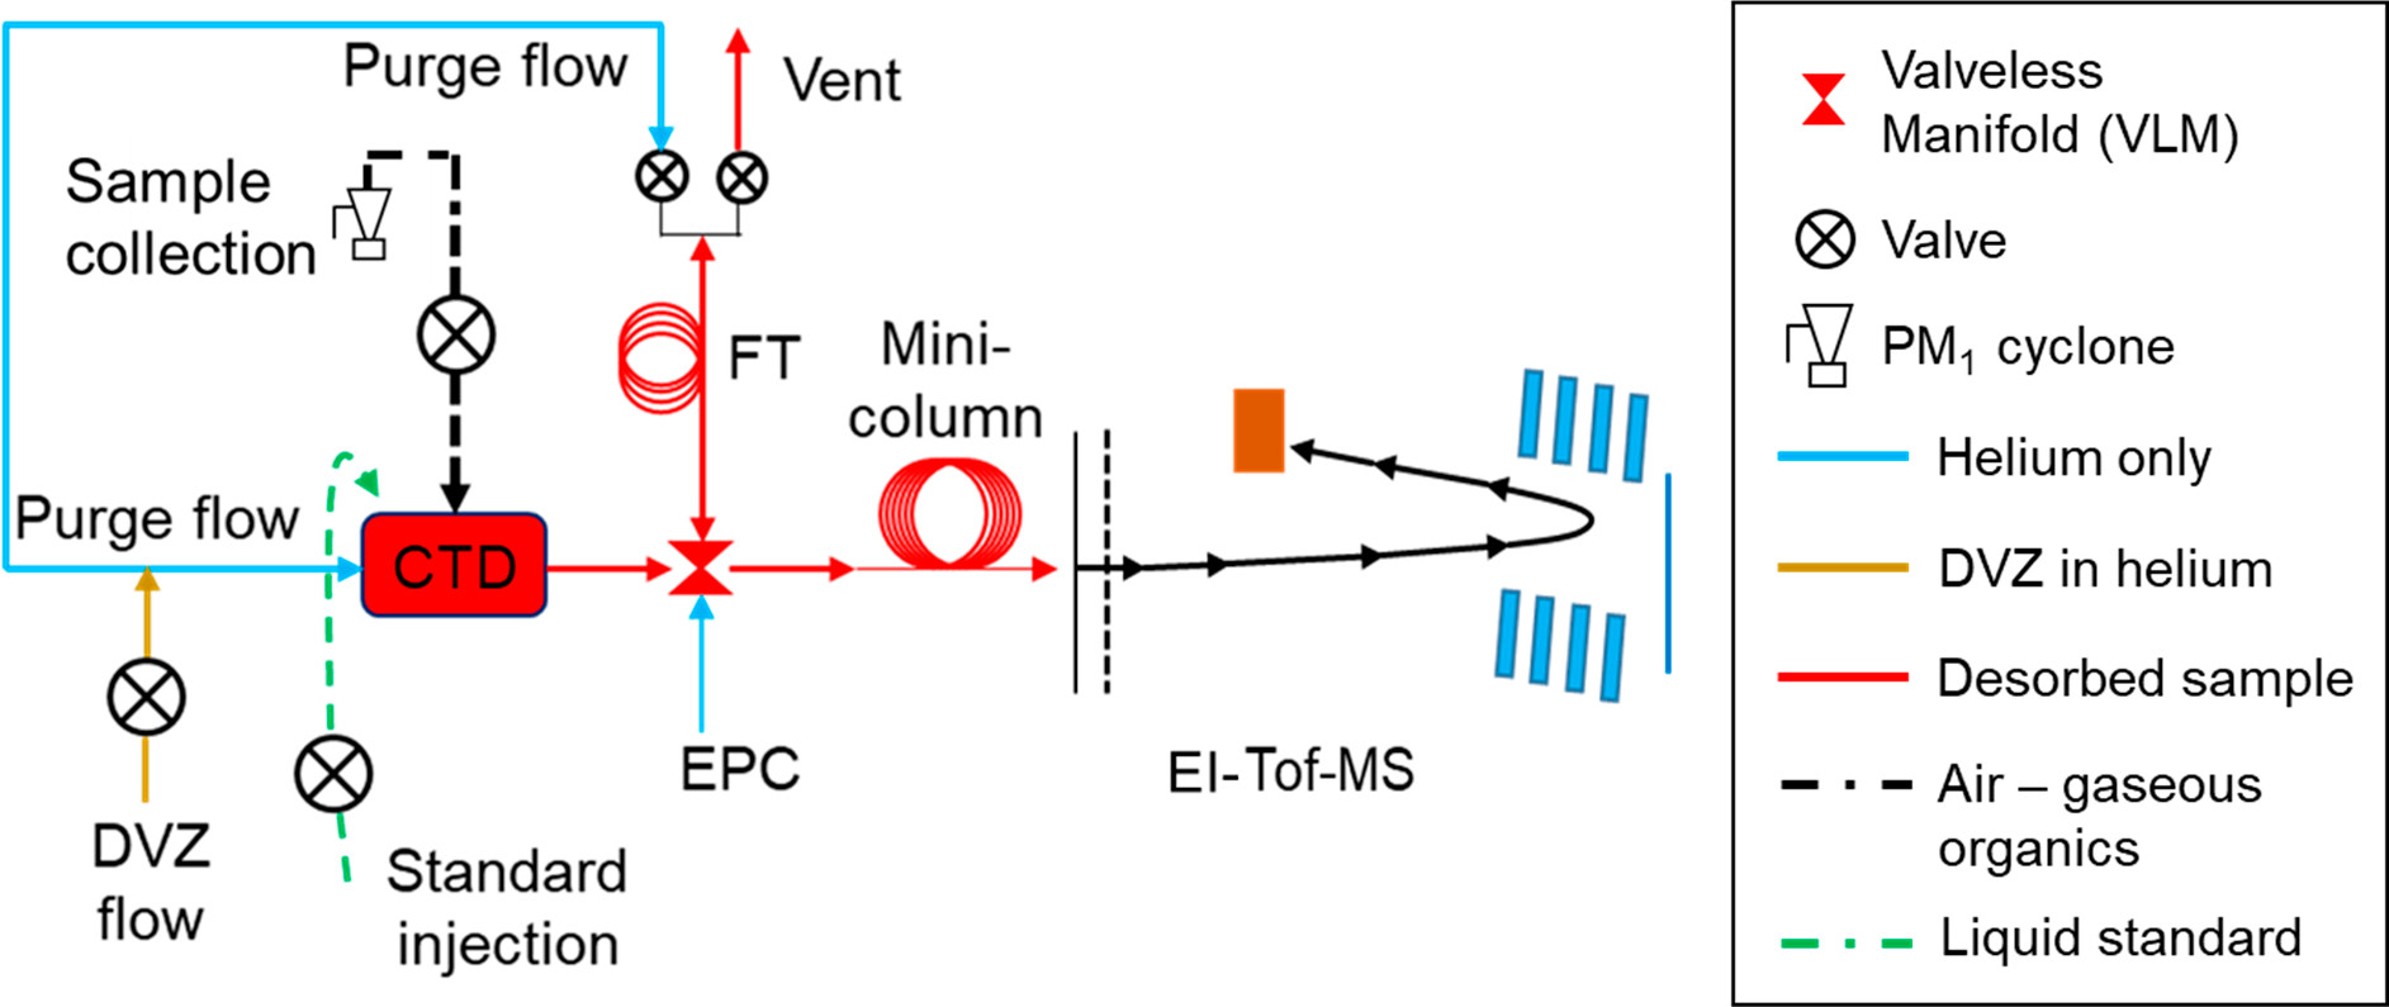 Purge flow
Vent
Sample
collection
FT
Mini-
column
Purge flow
CTD
EPC
EI-Tof-MS
DVZ
flow
Standard
injection
Valveless
Manifold (VLM)
Valve
PM₁ cyclone
Helium only
DVZ in helium
Desorbed sample
Air – gaseous
organics
Liquid standard